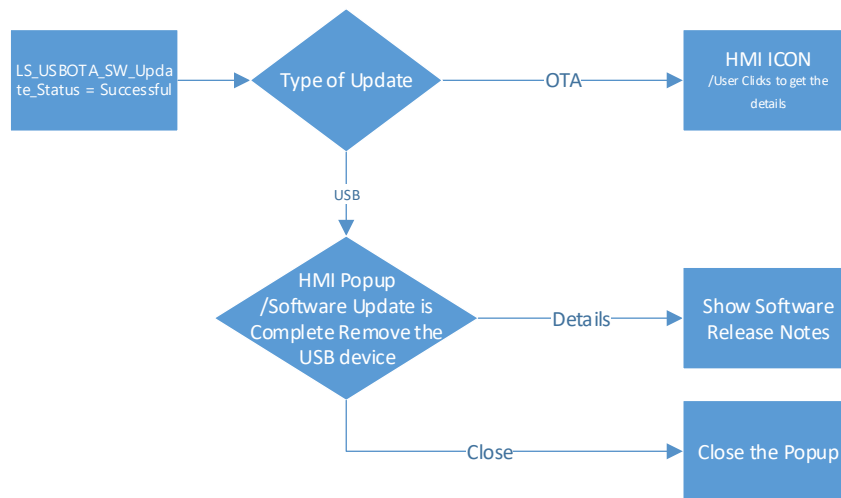 LS_USBOTA_SW_Upda
te_Status = Successful
Type of Update
OTA
HMI ICON
/User Clicks to get the
details
USB
HMI Popup
/Software Update is
Complete Remove the
USB device
Details
Show Software
Release Notes
Close
Close the Popup